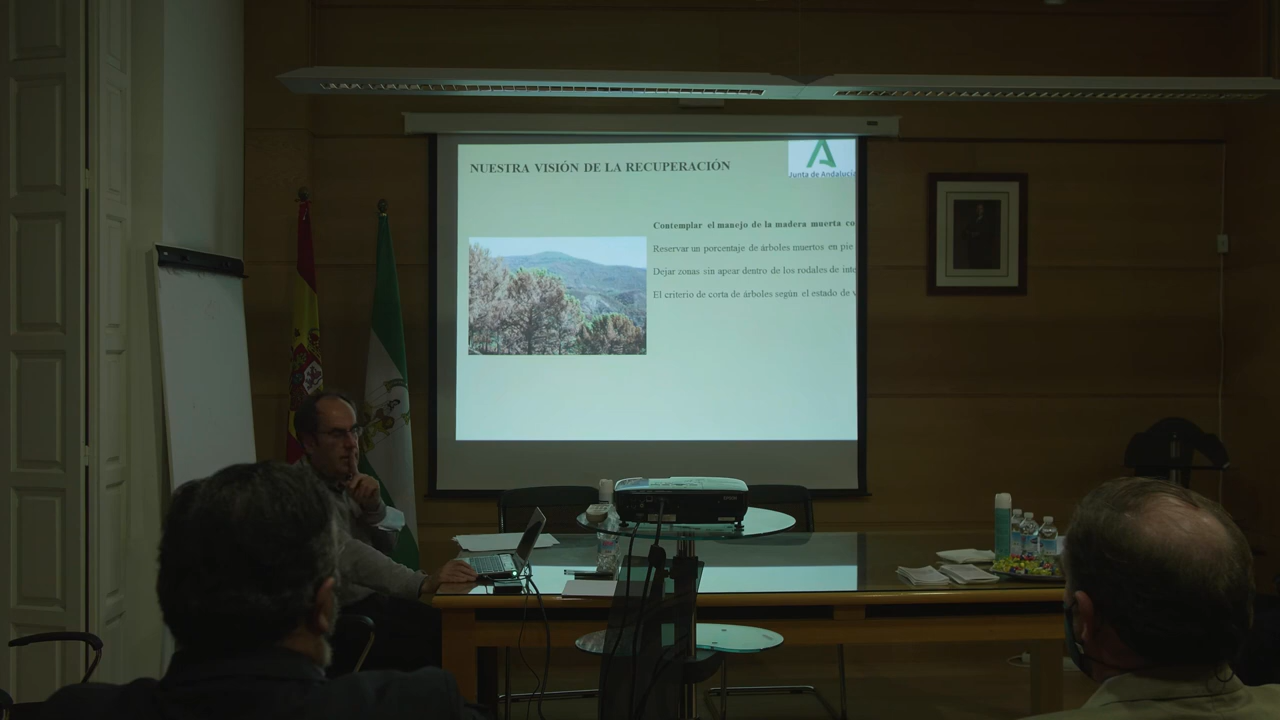 NUESTRA VISIÓN DE LA RECUPERACIÓN
Junta de Andalucía
Contemplar el manejo de la madera muerta co
Reservar un porcentaje de árboles muertos en pie
Dejar zonas sin apear dentro de los rodales de inte
El criterio de corta de árboles según el estado de v